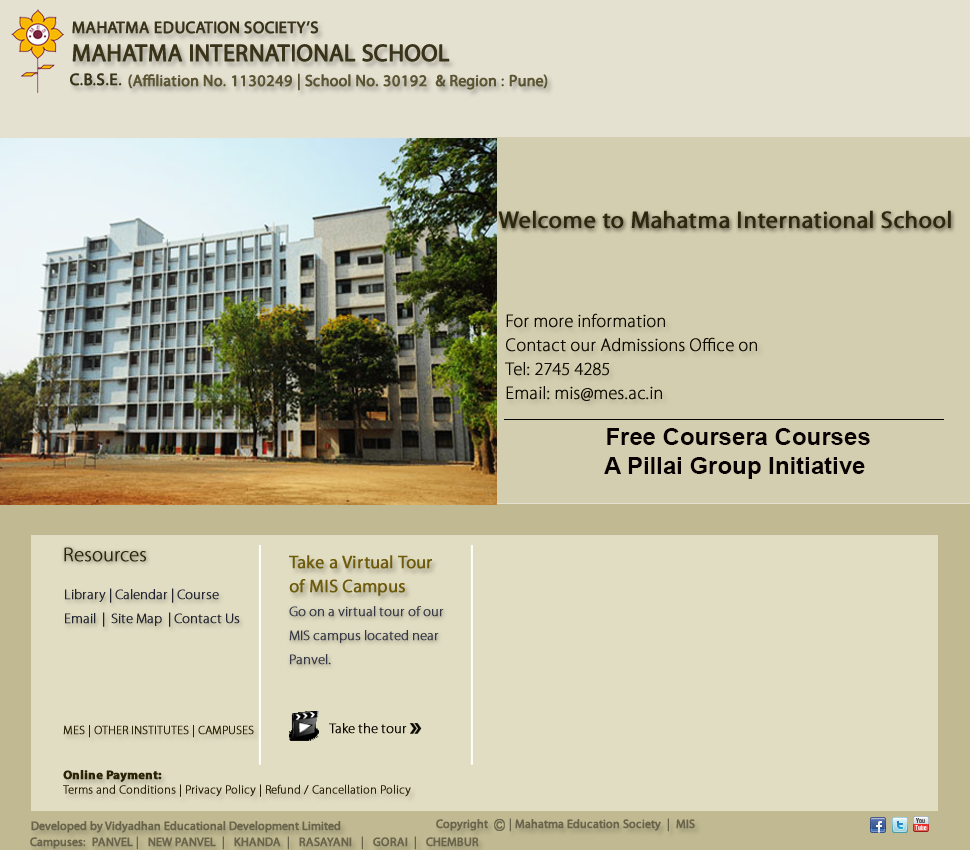 MAHATMA EDUCATION SOCIETY'S
MAHATMA INTERNATIONAL SCHOOL
C.B.S.E. (Affiliation No. 1130249 | School No. 30192 & Region : Pune)
Welcome to Mahatma International School
For more information
Contact our Admissions Office on
Tel: 2745 4285
Email: mis@mes.ac.in
Free Coursera Courses
A Pillai Group Initiative
Resources
Library | Calendar | Course
Email | Site Map | Contact Us
MES | OTHER INSTITUTES | CAMPUSES
Take a Virtual Tour
of MIS Campus
Go on a virtual tour of our
MIS campus located near
Panvel.
Take the tour »
Online Payment:
Terms and Conditions | Privacy Policy | Refund / Cancellation Policy
Developed by Vidyadhan Educational Development Limited
Copyright © | Mahatma Education Society | MIS
Campuses: PANVEL | NEW PANVEL | KHANDA | RASAYANI | GORAI | CHEMBUR
f t You Tube